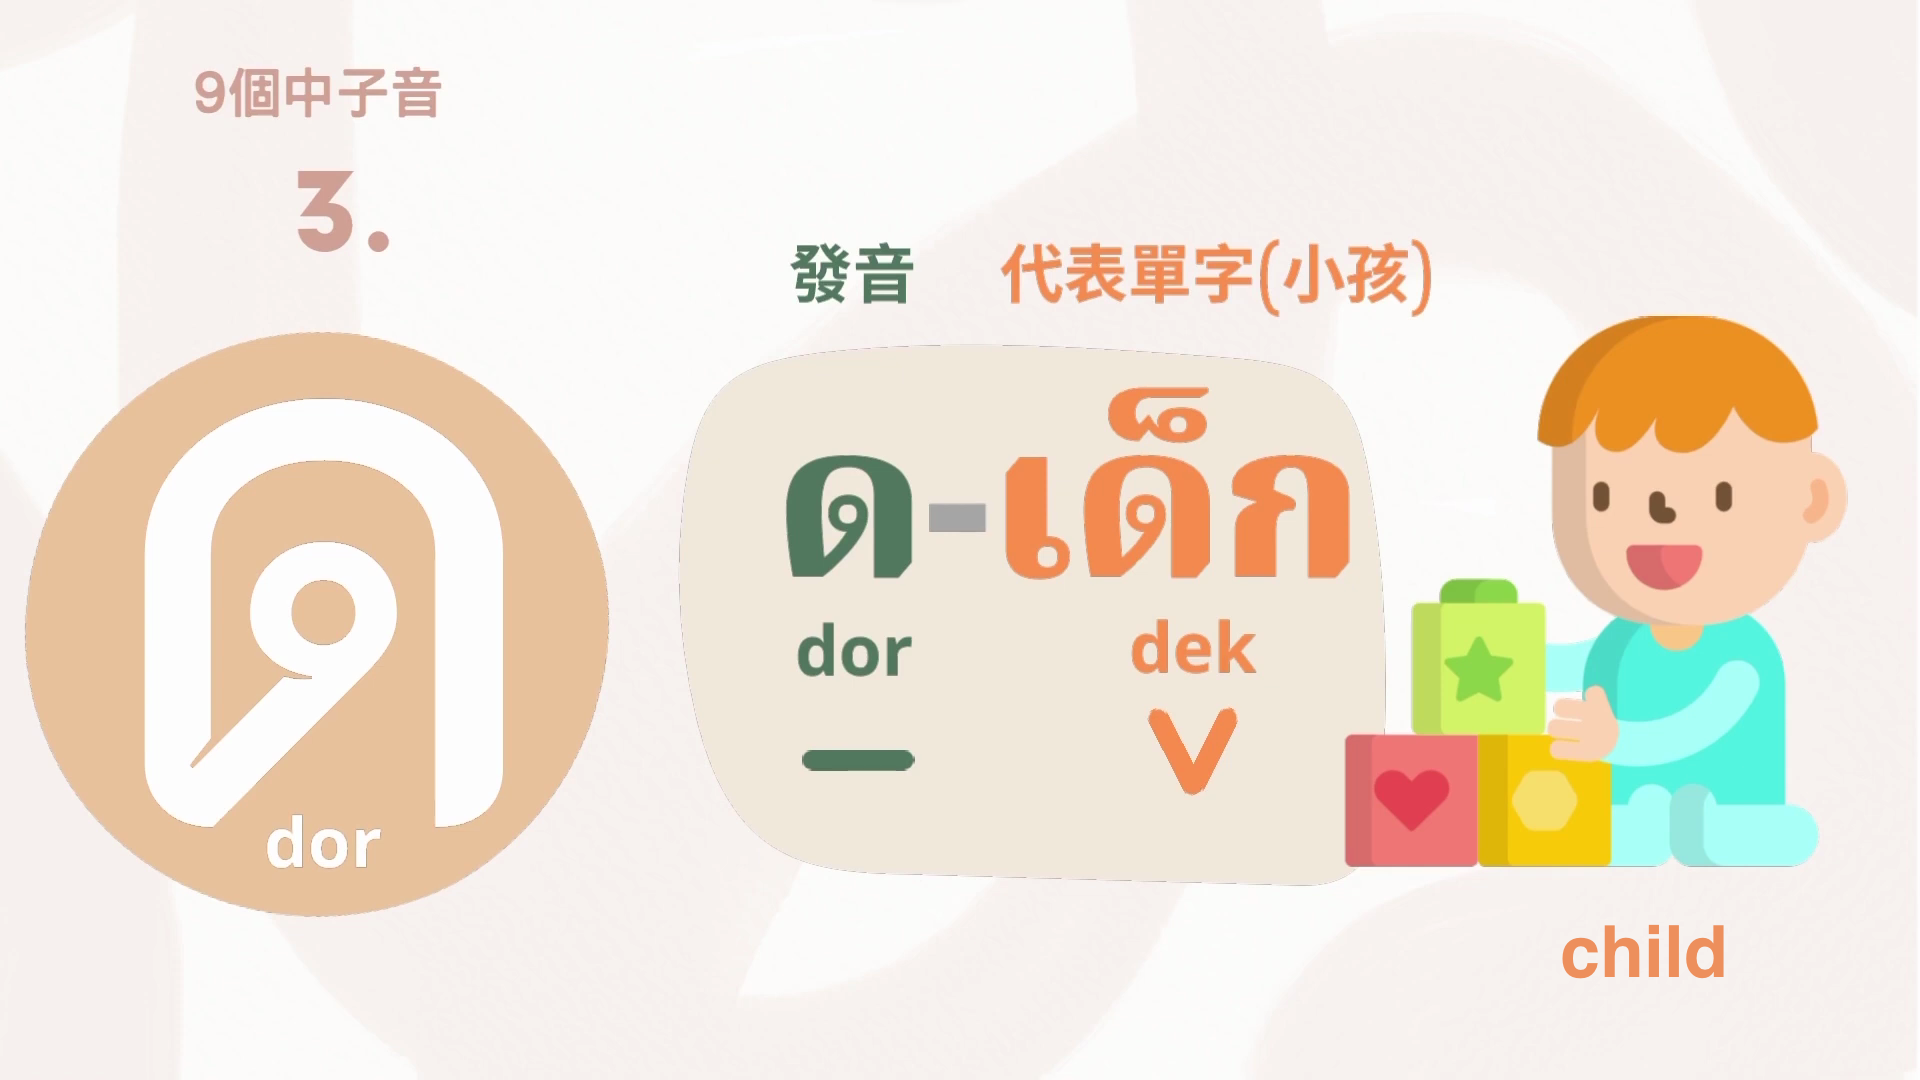 9個中子音
3.
ด
dor
發音 代表單字(小孩)
ด-เด็ก
dor dek
child